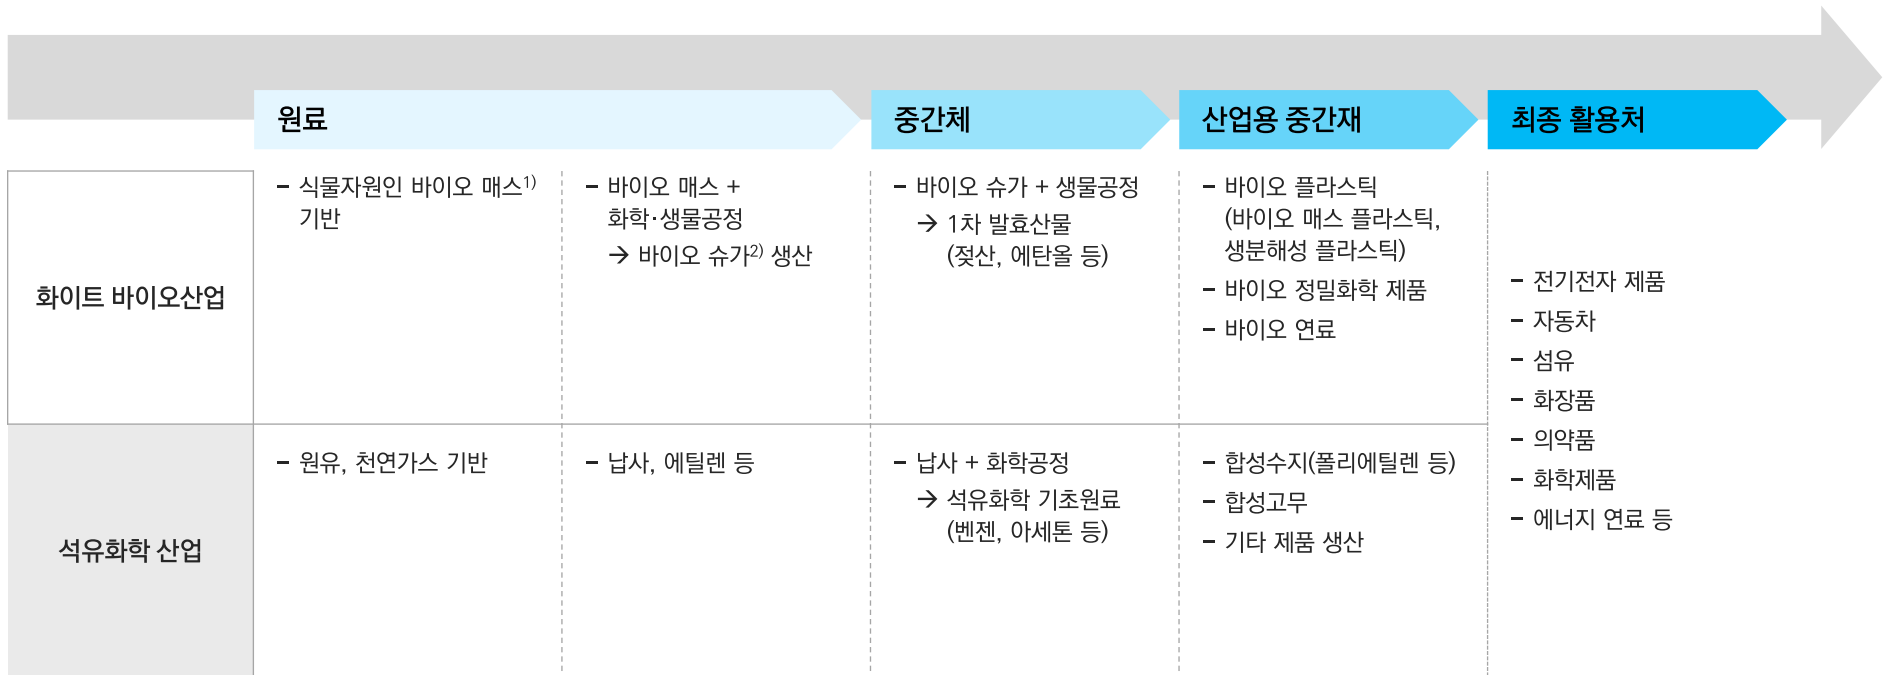 원료
중간체
산업용 중간재
최종 활용처
화이트 바이오산업
– 식물자원인 바이오 매스1)
기반
– 바이오 매스 +
화학·생물공정
→ 바이오 슈가2) 생산
– 바이오 슈가 + 생물공정
→ 1차 발효산물
(젖산, 에탄올 등)
– 바이오 플라스틱
(바이오 매스 플라스틱,
생분해성 플라스틱)
– 바이오 정밀화학 제품
– 바이오 연료
석유화학 산업
– 원유, 천연가스 기반
– 납사, 에틸렌 등
– 납사 + 화학공정
→ 석유화학 기초원료
(벤젠, 아세톤 등)
– 합성수지(폴리에틸렌 등)
– 합성고무
– 기타 제품 생산
– 전기전자 제품
– 자동차
– 섬유
– 화장품
– 의약품
– 화학제품
– 에너지 연료 등